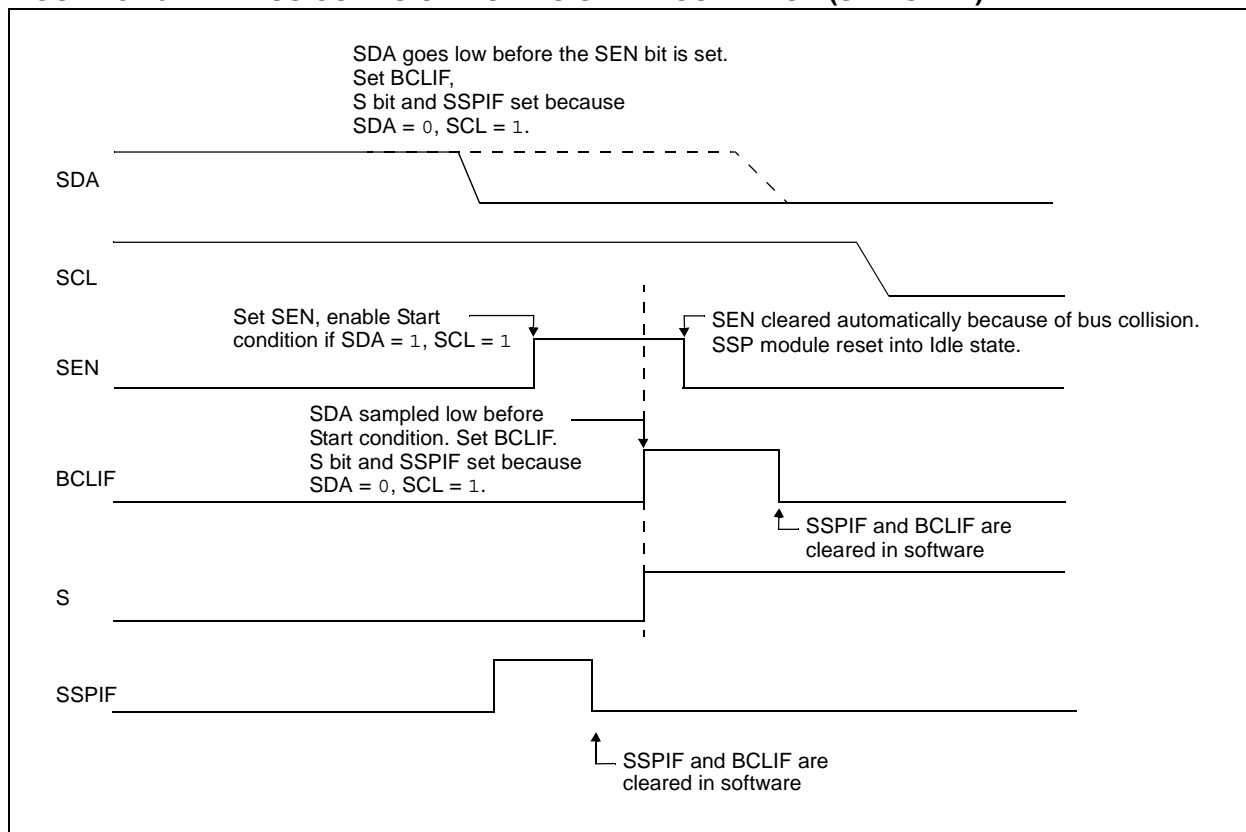 SDA goes low before the SEN bit is set.
Set BCLIF,
S bit and SSPIF set because
SDA = 0, SCL = 1.
SDA
SCL
Set SEN, enable Start
condition if SDA = 1, SCL = 1
SEN cleared automatically because of bus collision.
SSP module reset into Idle state.
SEN
SDA sampled low before
Start condition. Set BCLIF.
S bit and SSPIF set because
SDA = 0, SCL = 1.
BCLIF
SSPIF and BCLIF are
cleared in software
S
SSPIF
SSPIF and BCLIF are
cleared in software